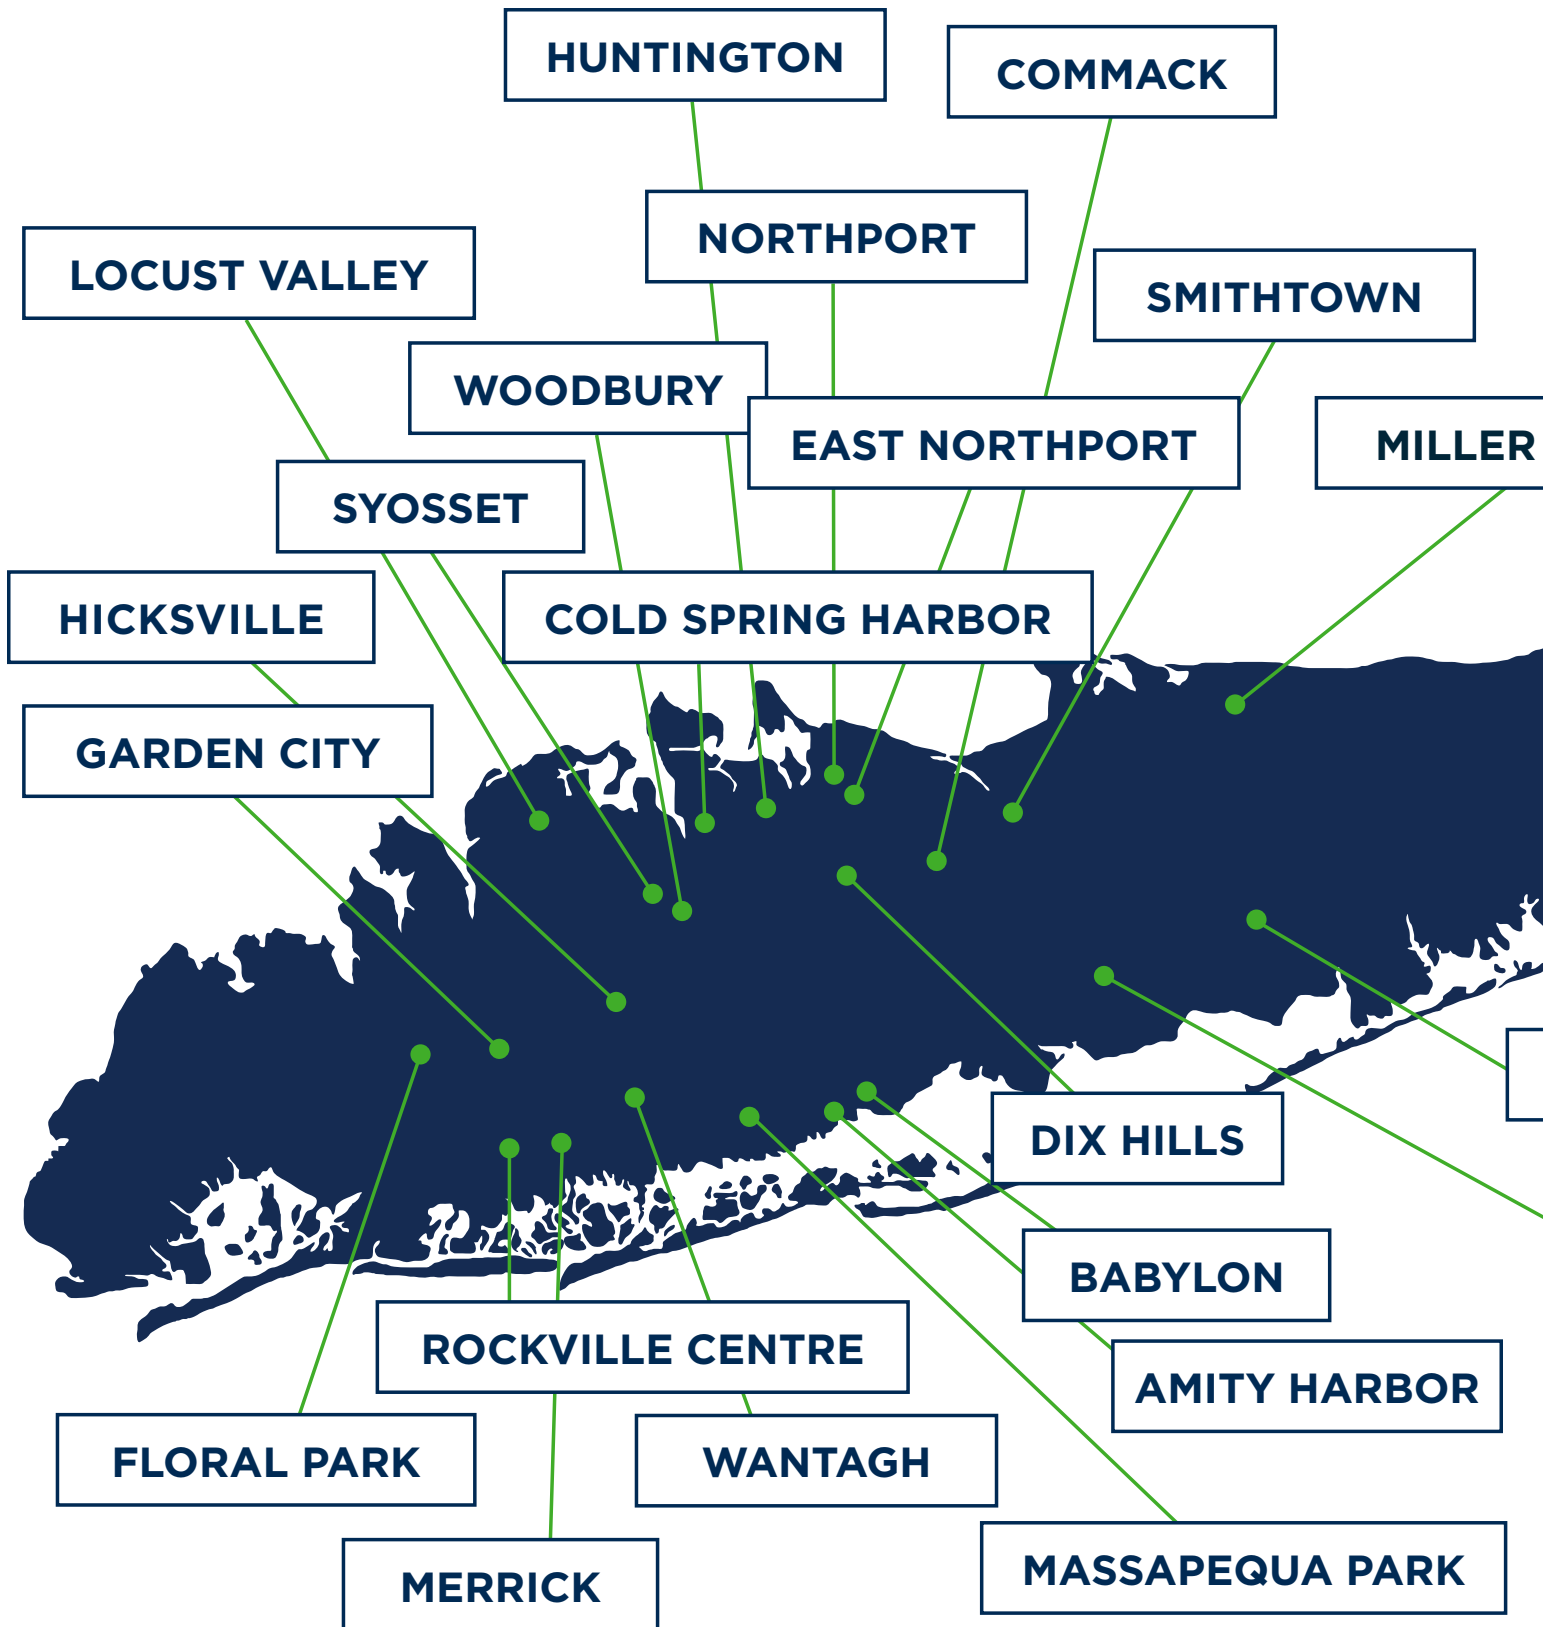 HUNTINGTON
COMMACK
NORTHPORT
LOCUST VALLEY
SMITHTOWN
WOODBURY
EAST NORTHPORT
MILLER
SYOSSET
HICKSVILLE
COLD SPRING HARBOR
GARDEN CITY
DIX HILLS
BABYLON
ROCKVILLE CENTRE
AMITY HARBOR
FLORAL PARK
WANTAGH
MASSAPEQUA PARK
MERRICK